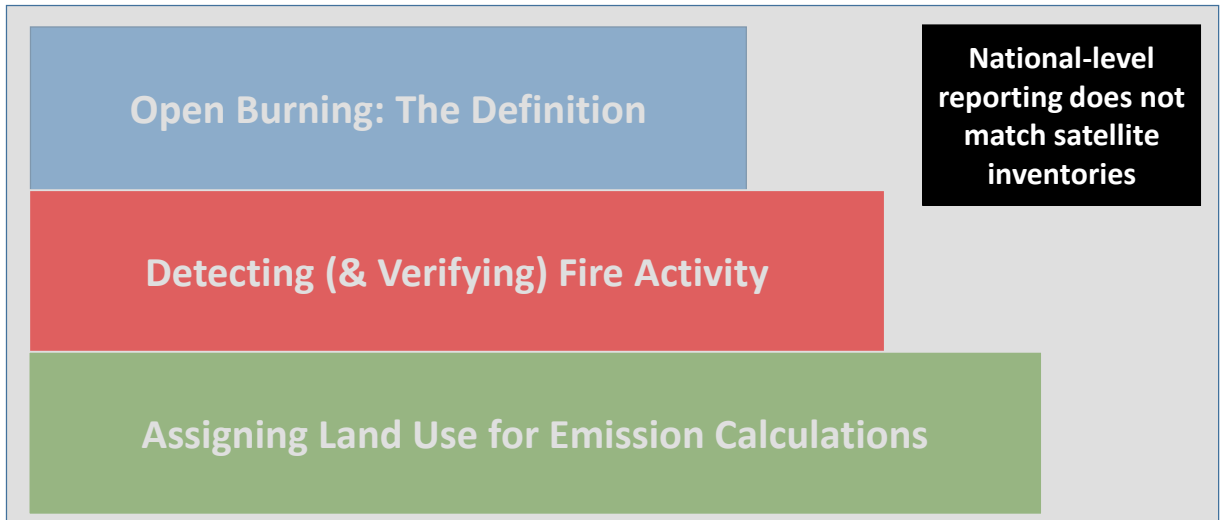 Open Burning: The Definition
National-level
reporting does not
match satellite
inventories
Detecting (& Verifying) Fire Activity
Assigning Land Use for Emission Calculations